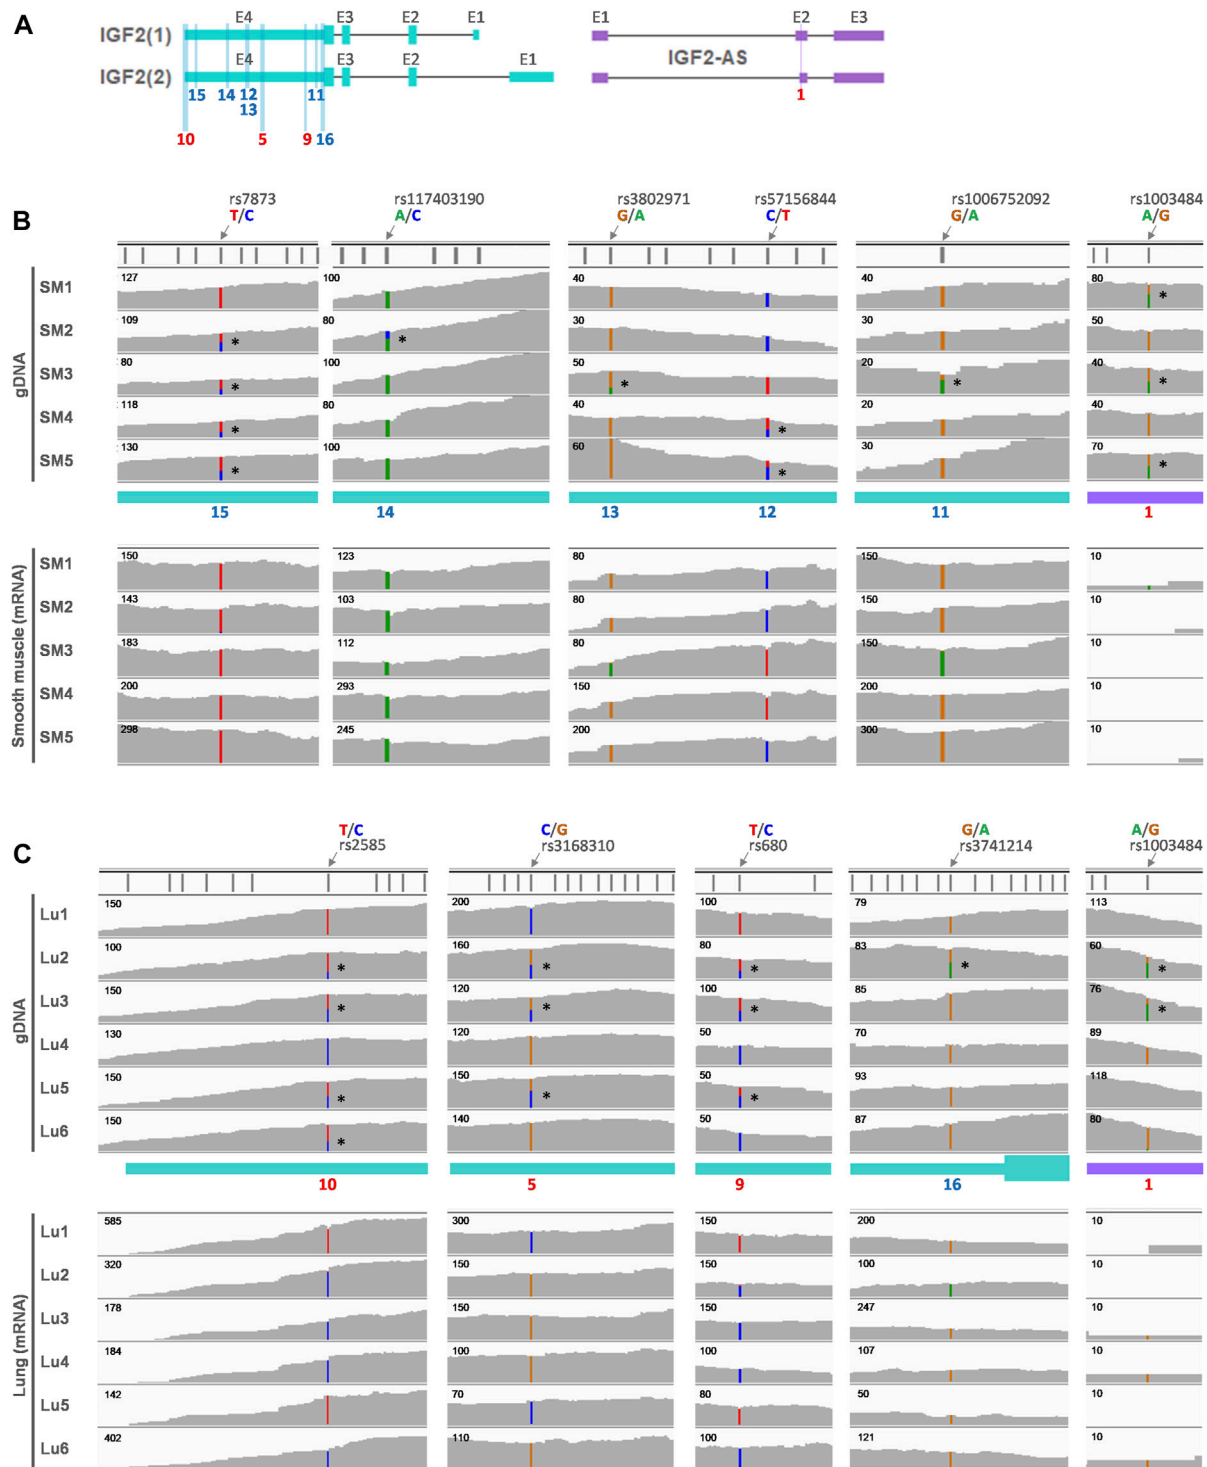 A
E4 E3 E2 E1 E1 E2 E3
IGF2(1)
IGF2-AS
E4 E3 E2 E1
IGF2(2)
15 14 12 11 1
13
10 5 9 16
B
rs7873 rs117403190 rs3802971 rs57156844 rs1006752092 rs1003484
T/C A/C G/A C/T G/A A/G
gDNA
SM1 127 100 40 40 80 *
SM2 109 * 80 * 30 30 50
SM3 80 * 100 50 * 20 * 40 *
SM4 118 * 80 40 * 20 40
SM5 130 * 100 60 * 30 70 *
15 14 13 12 11 1
Smooth muscle (mRNA)
SM1 150 123 80 150 10
SM2 143 103 80 150 10
SM3 183 112 80 150 10
SM4 200 293 150 200 10
SM5 298 245 200 300 10
C
T/C C/G T/C G/A A/G
rs2585 rs3168310 rs680 rs3741214 rs1003484
gDNA
Lu1 150 200 100 79 113
Lu2 100 * 160 * 80 * 83 * 60 *
Lu3 150 * 120 * 100 * 85 76 *
Lu4 130 120 50 70 89
Lu5 150 * 150 * 50 * 93 118
Lu6 150 * 140 50 87 80
10 5 9 16 1
Lung (mRNA)
Lu1 585 300 150 200 10
Lu2 320 150 150 100 10
Lu3 178 150 150 247 10
Lu4 184 100 100 107 10
Lu5 142 70 80 50 10
Lu6 402 110 100 121 10